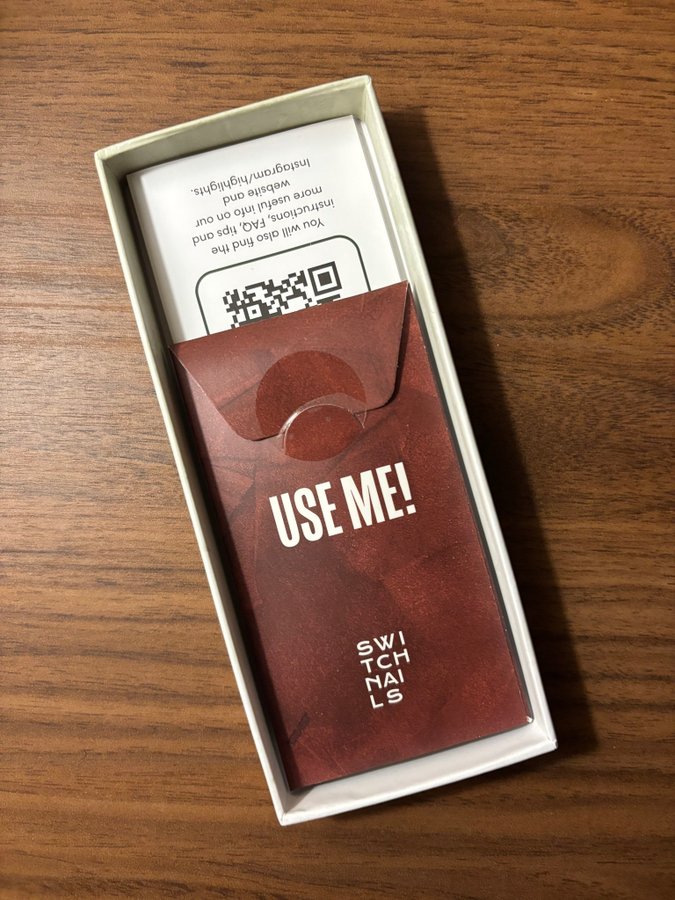 You will also find the
instructions, FAQ, tips and
more useful info on our
website and
Instagram/highlights.
USE ME!
SWI
TCH
NAI
LS